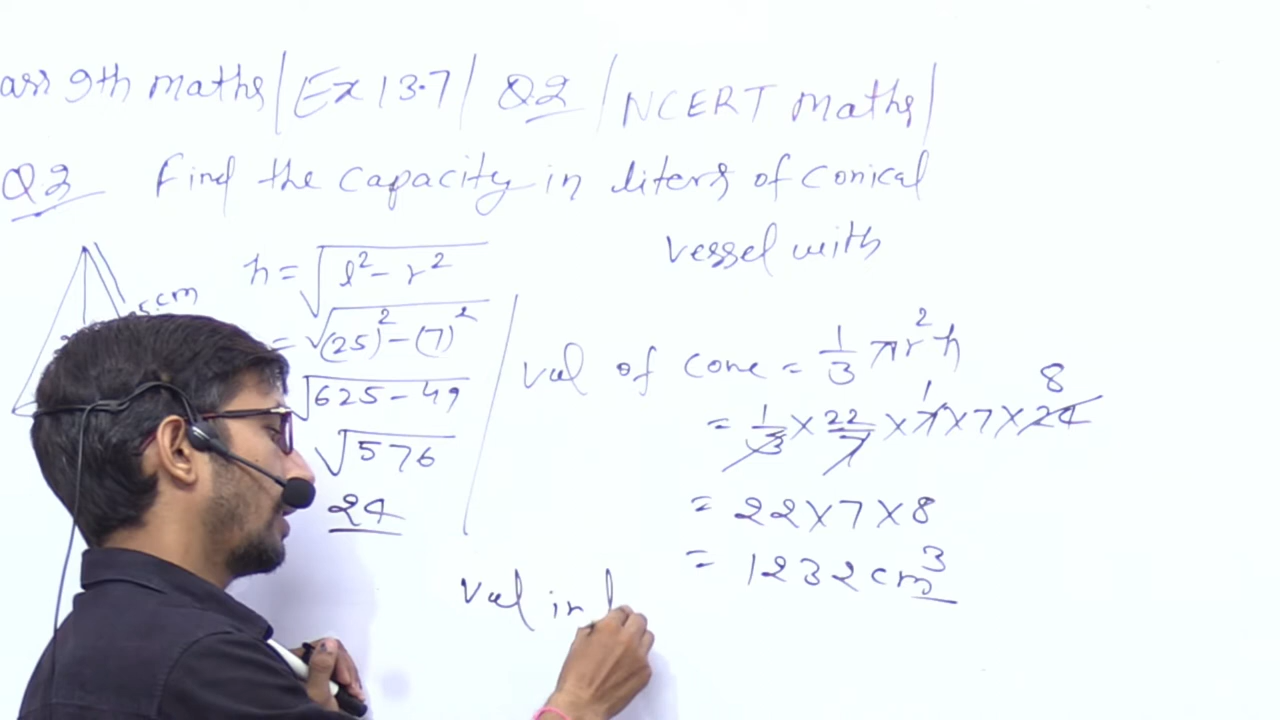 ass 9th maths | Ex 13.7 | Q2 | NCERT maths |
Q2 Find the capacity in liters of conical
vessel with
5 cm
h = √l² - r²
= √(25)² - (7)²
√625 - 49
√576
24
Vol of cone = 1/3 πr²h
= 1/3 × 22/7 × 7 × 7 × 24
1 8
= 22 × 7 × 8
= 1232 cm³
Vol in l